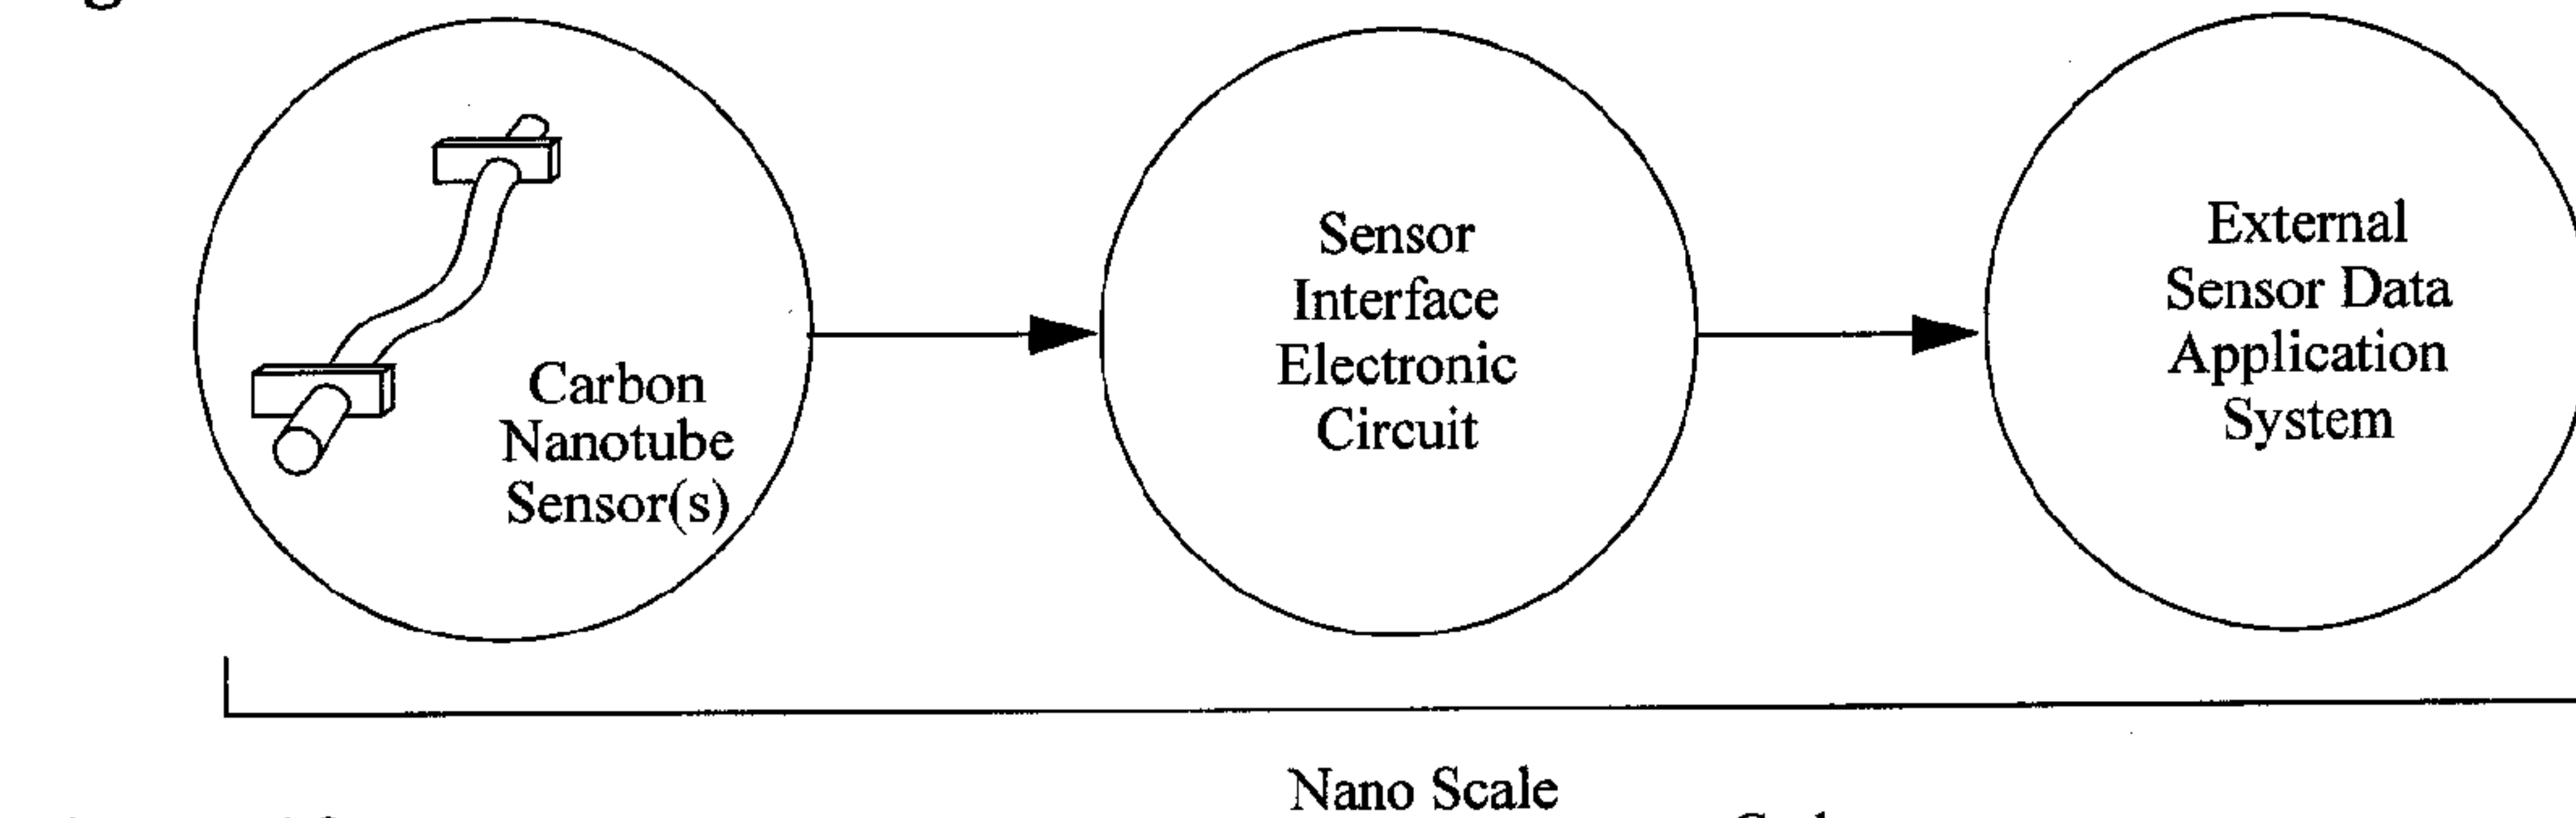 Carbon
Nanotube
Sensor(s)
Sensor
Interface
Electronic
Circuit
External
Sensor Data
Application
System
Nano Scale